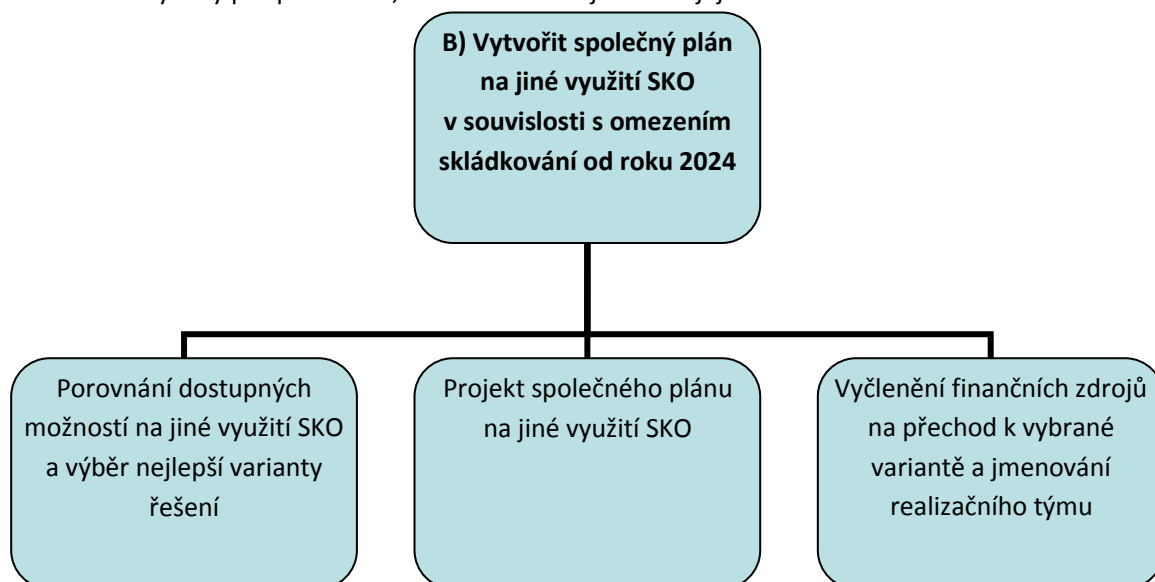 B) Vytvořit společný plán
na jiné využití SKO
v souvislosti s omezením
skládkování od roku 2024
Porovnání dostupných
možností na jiné využití SKO
a výběr nejlepší varianty
řešení
Projekt společného plánu
na jiné využití SKO
Vyčlenění finančních zdrojů
na přechod k vybrané
variantě a jmenování
realizačního týmu